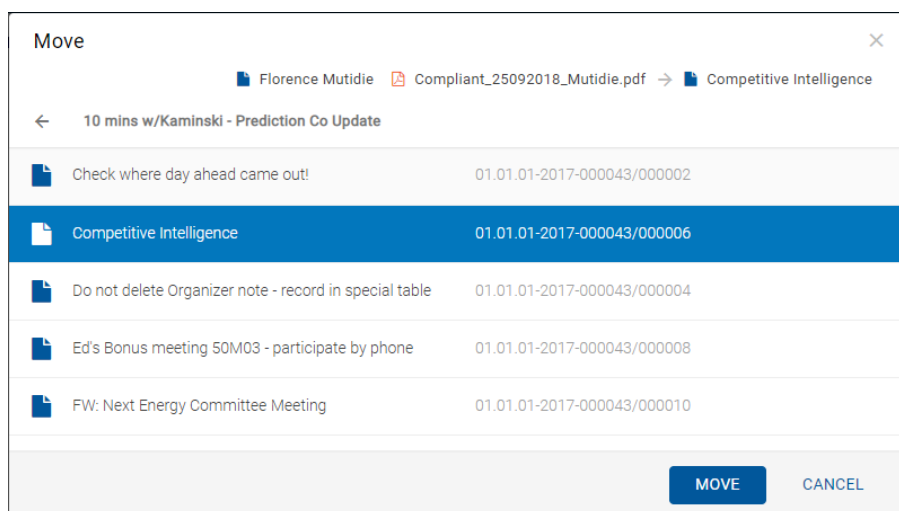 Move
Florence Mutidie Compliant_25092018_Mutidie.pdf → Competitive Intelligence
← 10 mins w/Kaminski - Prediction Co Update
Check where day ahead came out! 01.01.01-2017-000043/000002
Competitive Intelligence 01.01.01-2017-000043/000006
Do not delete Organizer note - record in special table 01.01.01-2017-000043/000004
Ed's Bonus meeting 50M03 - participate by phone 01.01.01-2017-000043/000008
FW: Next Energy Committee Meeting 01.01.01-2017-000043/000010
MOVE CANCEL